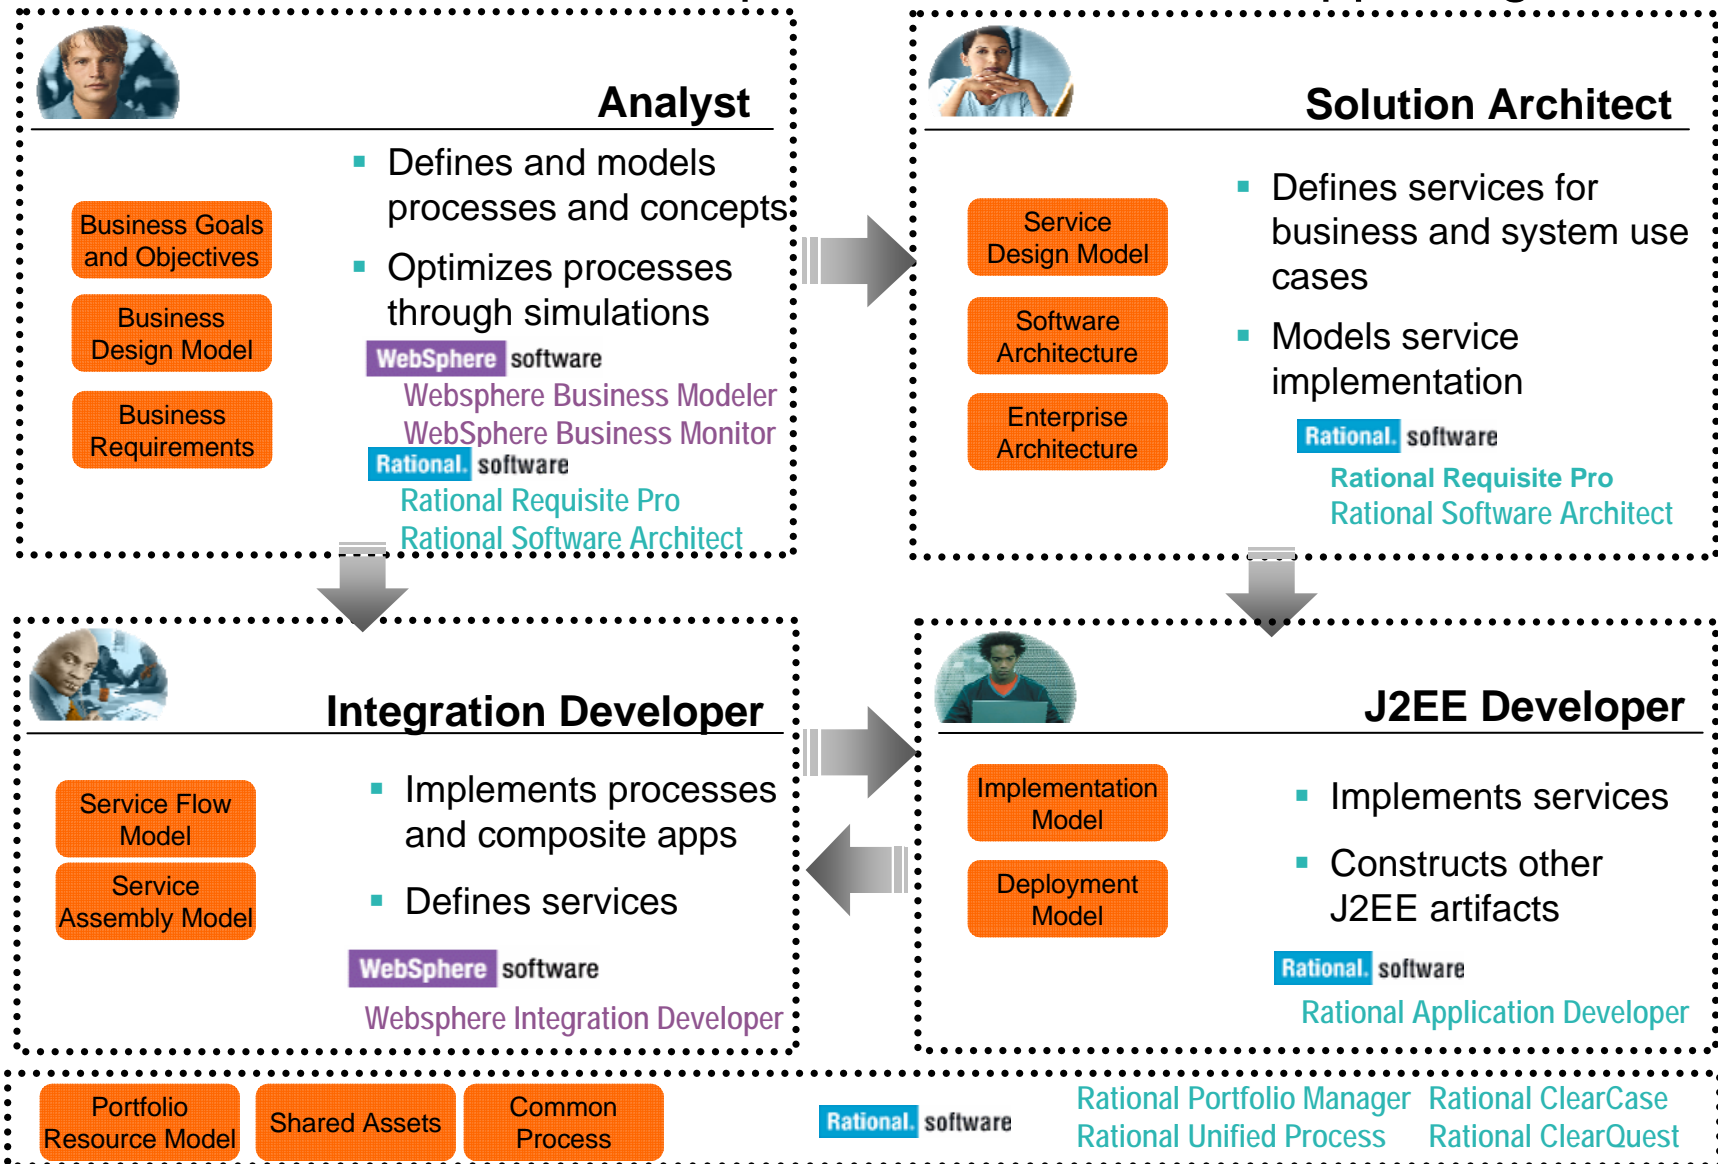 Analyst
Business Goals
and Objectives
Business
Design Model
Business
Requirements
▪ Defines and models
processes and concepts
▪ Optimizes processes
through simulations
WebSphere software
Websphere Business Modeler
WebSphere Business Monitor
Rational. software
Rational Requisite Pro
Rational Software Architect
Solution Architect
Service
Design Model
Software
Architecture
Enterprise
Architecture
▪ Defines services for
business and system use
cases
▪ Models service
implementation
Rational. software
Rational Requisite Pro
Rational Software Architect
Integration Developer
Service Flow
Model
Service
Assembly Model
▪ Implements processes
and composite apps
▪ Defines services
WebSphere software
Websphere Integration Developer
J2EE Developer
Implementation
Model
Deployment
Model
▪ Implements services
▪ Constructs other
J2EE artifacts
Rational. software
Rational Application Developer
Portfolio
Resource Model
Shared Assets
Common
Process
Rational. software
Rational Portfolio Manager
Rational Unified Process
Rational ClearCase
Rational ClearQuest